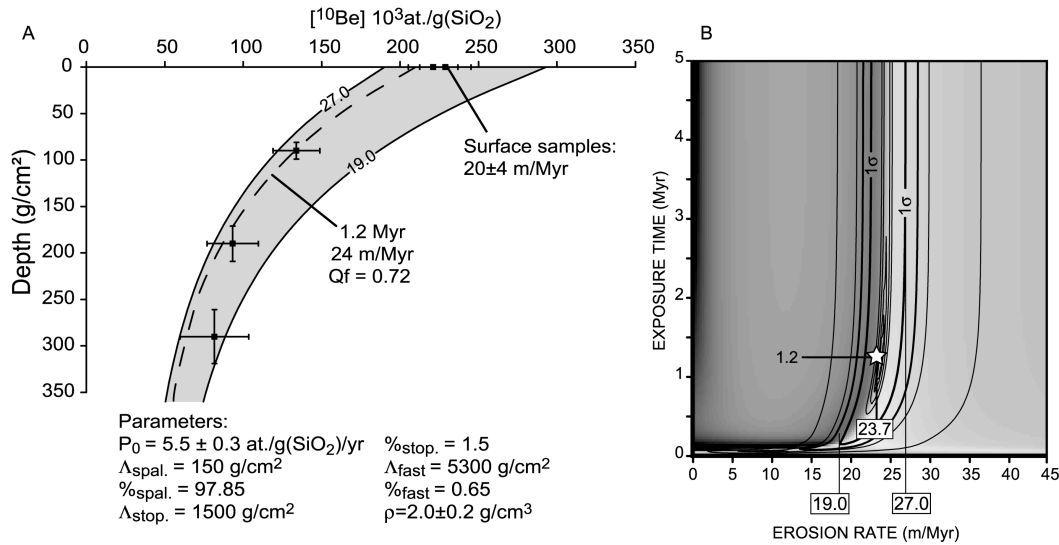 A
[¹⁰Be] 10³at./g(SiO₂)
0 50 100 150 200 250 300 350
Depth (g/cm²)
0
50
100
150
200
250
300
350
27.0
19.0
Surface samples:
20±4 m/Myr
1.2 Myr
24 m/Myr
Qf = 0.72
Parameters:
P₀ = 5.5 ± 0.3 at./g(SiO₂)/yr
Λspal. = 150 g/cm²
%spal. = 97.85
Λstop. = 1500 g/cm²
%stop. = 1.5
Λfast = 5300 g/cm²
%fast = 0.65
ρ=2.0±0.2 g/cm³
B
EXPOSURE TIME (Myr)
5
4
3
2
1
0
1σ
1σ
1.2
23.7
0 5 10 15 20 25 30 35 40 45
19.0
27.0
EROSION RATE (m/Myr)